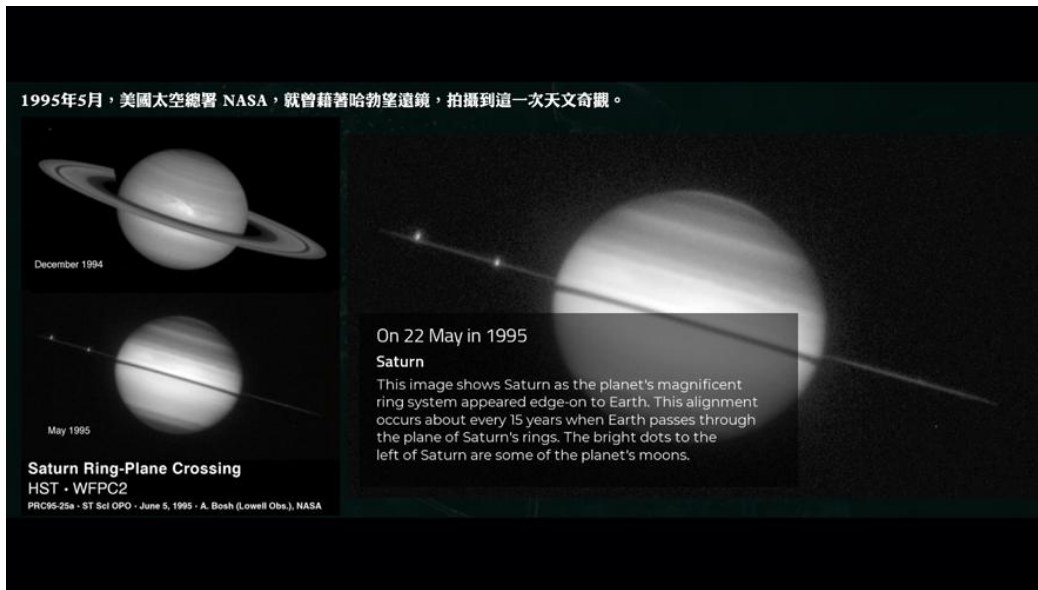 1995年5月，美國太空總署 NASA，就曾藉著哈勃望遠鏡，拍攝到這一次天文奇觀。
December 1994
May 1995
Saturn Ring-Plane Crossing
HST • WFPC2
PRC95-25a • ST ScI OPO • June 5, 1995 • A. Bosh (Lowell Obs.), NASA
On 22 May in 1995
Saturn
This image shows Saturn as the planet's magnificent
ring system appeared edge-on to Earth. This alignment
occurs about every 15 years when Earth passes through
the plane of Saturn's rings. The bright dots to the
left of Saturn are some of the planet's moons.